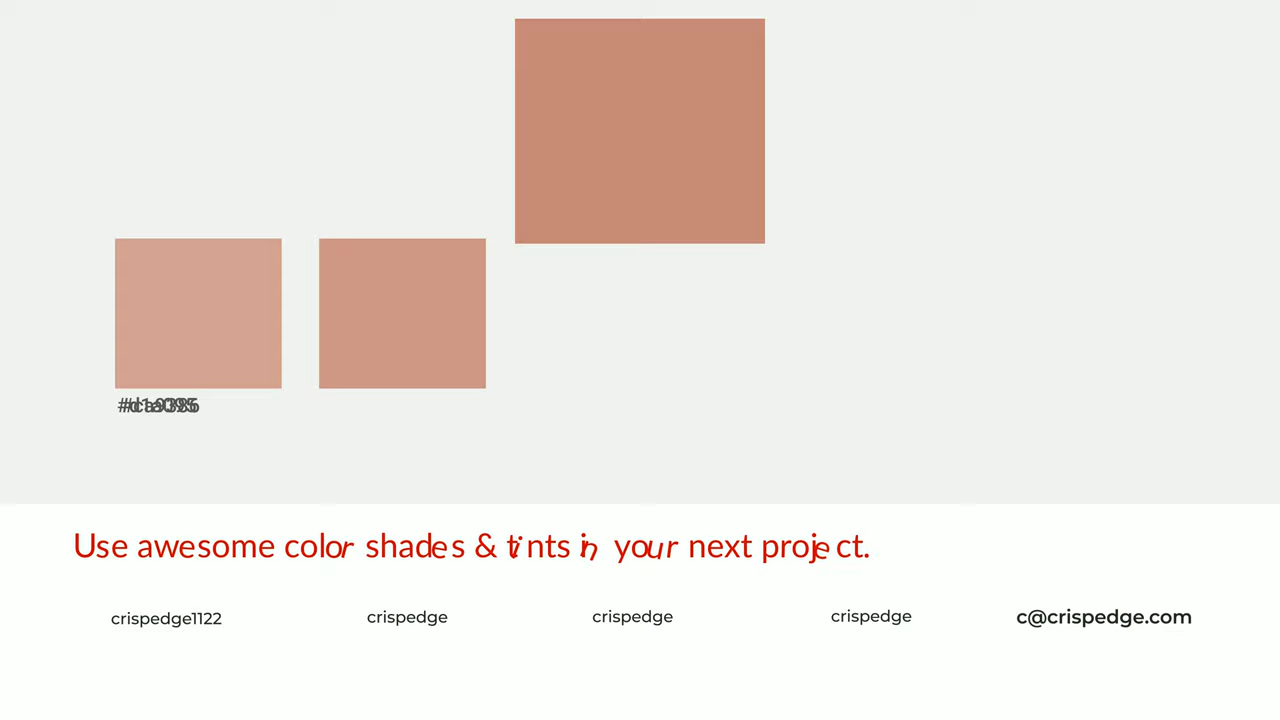 Use awesome color shades & tints in your next project.
crispedge1122 crispedge crispedge crispedge c@crispedge.com